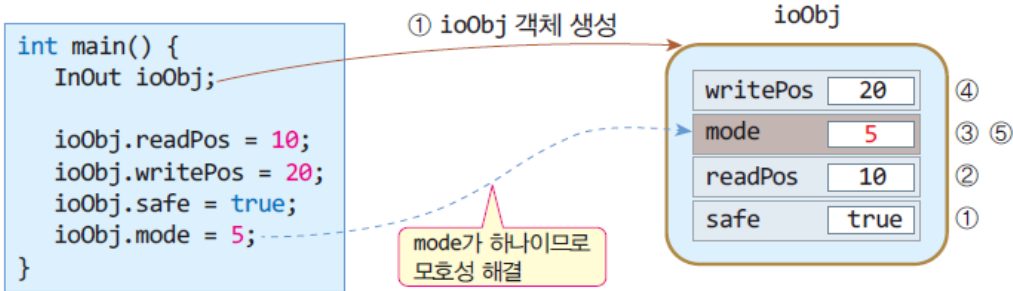 ① ioObj 객체 생성
int main() {
InOut ioObj;
ioObj.readPos = 10;
ioObj.writePos = 20;
ioObj.safe = true;
ioObj.mode = 5;
}
mode가 하나이므로
모호성 해결
ioObj
writePos 20 ④
mode 5 ③ ⑤
readPos 10 ②
safe true ①